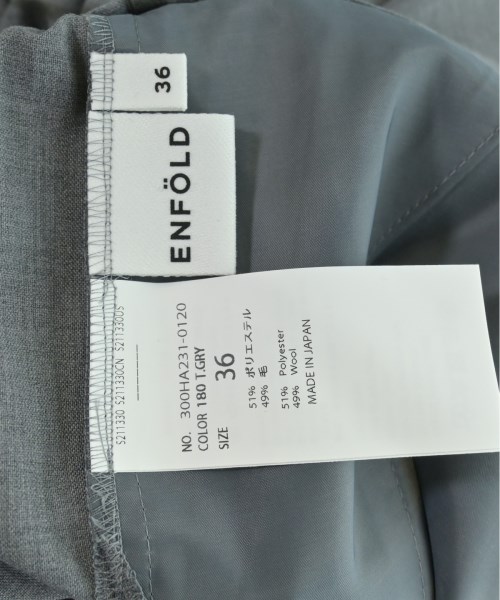 36
ENFÖLD
S211330 S211330CN S211330OS
NO. 300HA231-0120
COLOR 180 T.GRY
SIZE 36
51% ポリエステル
49% 毛
51% Polyester
49% Wool
MADE IN JAPAN